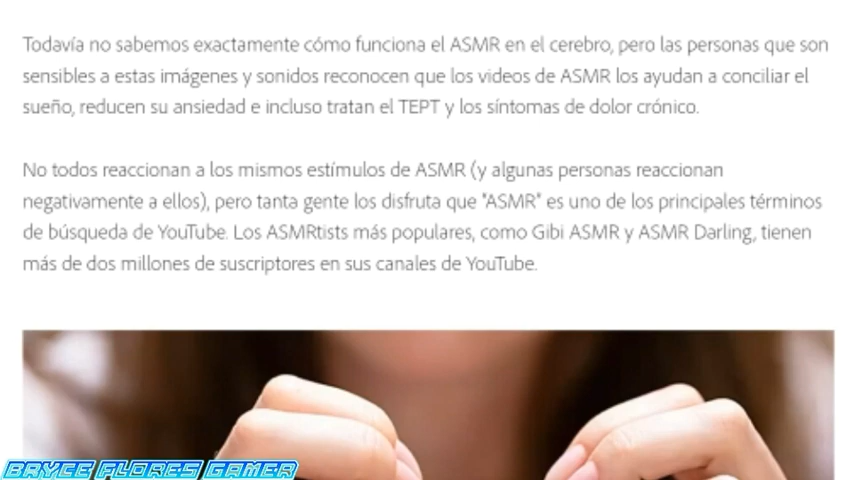 Todavía no sabemos exactamente cómo funciona el ASMR en el cerebro, pero las personas que son
sensibles a estas imágenes y sonidos reconocen que los videos de ASMR los ayudan a conciliar el
sueño, reducen su ansiedad e incluso tratan el TEPT y los síntomas de dolor crónico.
No todos reaccionan a los mismos estímulos de ASMR (y algunas personas reaccionan
negativamente a ellos), pero tanta gente los disfruta que "ASMR" es uno de los principales términos
de búsqueda de YouTube. Los ASMRtists más populares, como Gibi ASMR y ASMR Darling, tienen
más de dos millones de suscriptores en sus canales de YouTube.
BRYCE FLORES GAMER